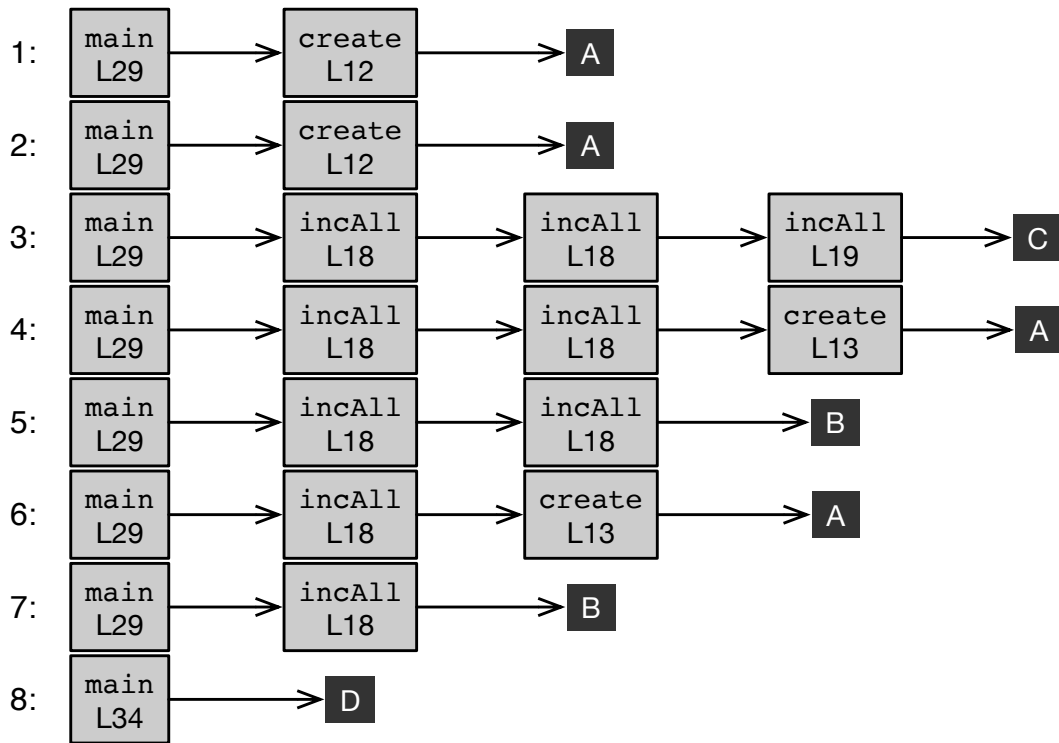 1: main L29 create L12 A
2: main L29 create L12 A
3: main L29 incAll L18 incAll L18 incAll L19 C
4: main L29 incAll L18 incAll L18 create L13 A
5: main L29 incAll L18 incAll L18 B
6: main L29 incAll L18 create L13 A
7: main L29 incAll L18 B
8: main L34 D